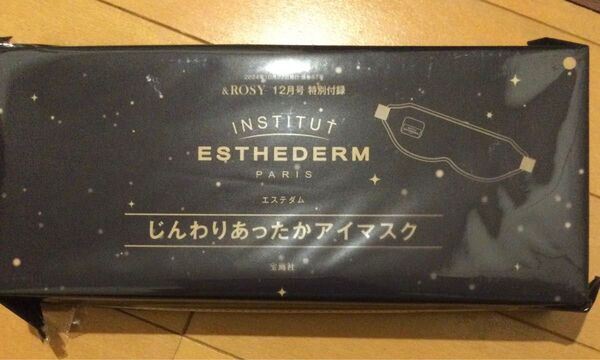 &ROSY 12月号 特別付録
INSTITUT
ESTHEDERM
PARIS
エステダム
じんわりあったかアイマスク
宝島社